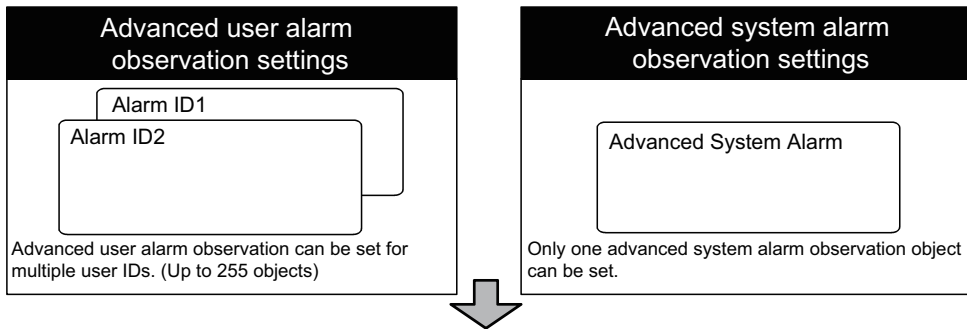 Advanced user alarm
observation settings
Alarm ID1
Alarm ID2
Advanced user alarm observation can be set for
multiple user IDs. (Up to 255 objects)
Advanced system alarm
observation settings
Advanced System Alarm
Only one advanced system alarm observation object
can be set.